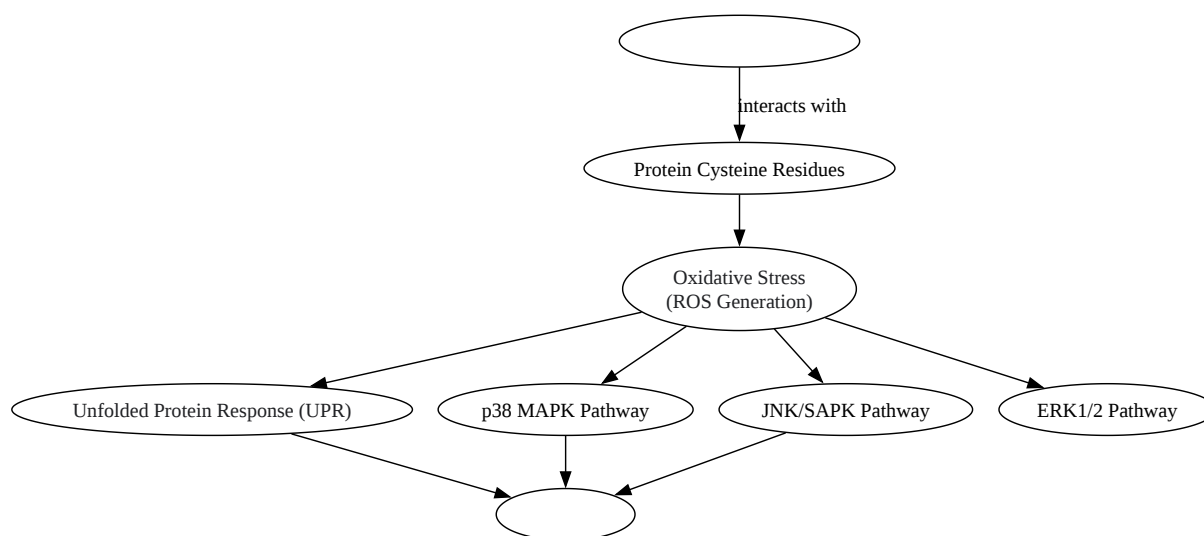 interacts with
Protein Cysteine Residues
Oxidative Stress
(ROS Generation)
Unfolded Protein Response (UPR)
p38 MAPK Pathway
JNK/SAPK Pathway
ERK1/2 Pathway